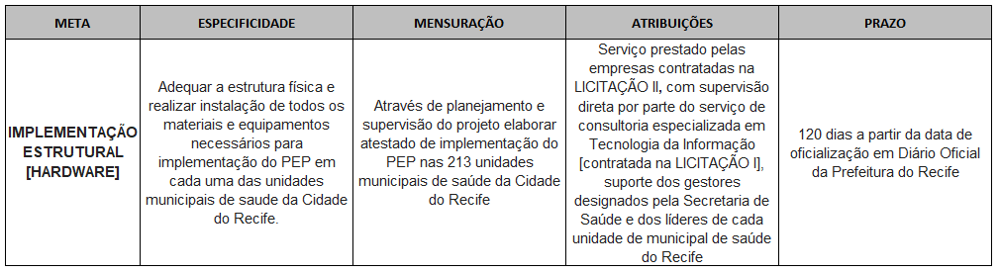 META
ESPECIFICIDADE
MENSURAÇÃO
ATRIBUIÇÕES
PRAZO
IMPLEMENTAÇÃO
ESTRUTURAL
[HARDWARE]
Adequar a estrutura física e
realizar instalação de todos os
materiais e equipamentos
necessários para
implementação do PEP em
cada uma das unidades
municipais de saude da Cidade
do Recife.
Através de planejamento e
supervisão do projeto elaborar
atestado de implementação do
PEP nas 213 unidades
municipais de saúde da Cidade
do Recife
Serviço prestado pelas
empresas contratadas na
LICITAÇÃO II, com supervisão
direta por parte do serviço de
consultoria especializada em
Tecnologia da Informação
[contratada na LICITAÇÃO I],
suporte dos gestores
designados pela Secretaria de
Saúde e dos líderes de cada
unidade de municipal de saúde
do Recife
120 dias a partir da data de
oficialização em Diário Oficial
da Prefeitura do Recife